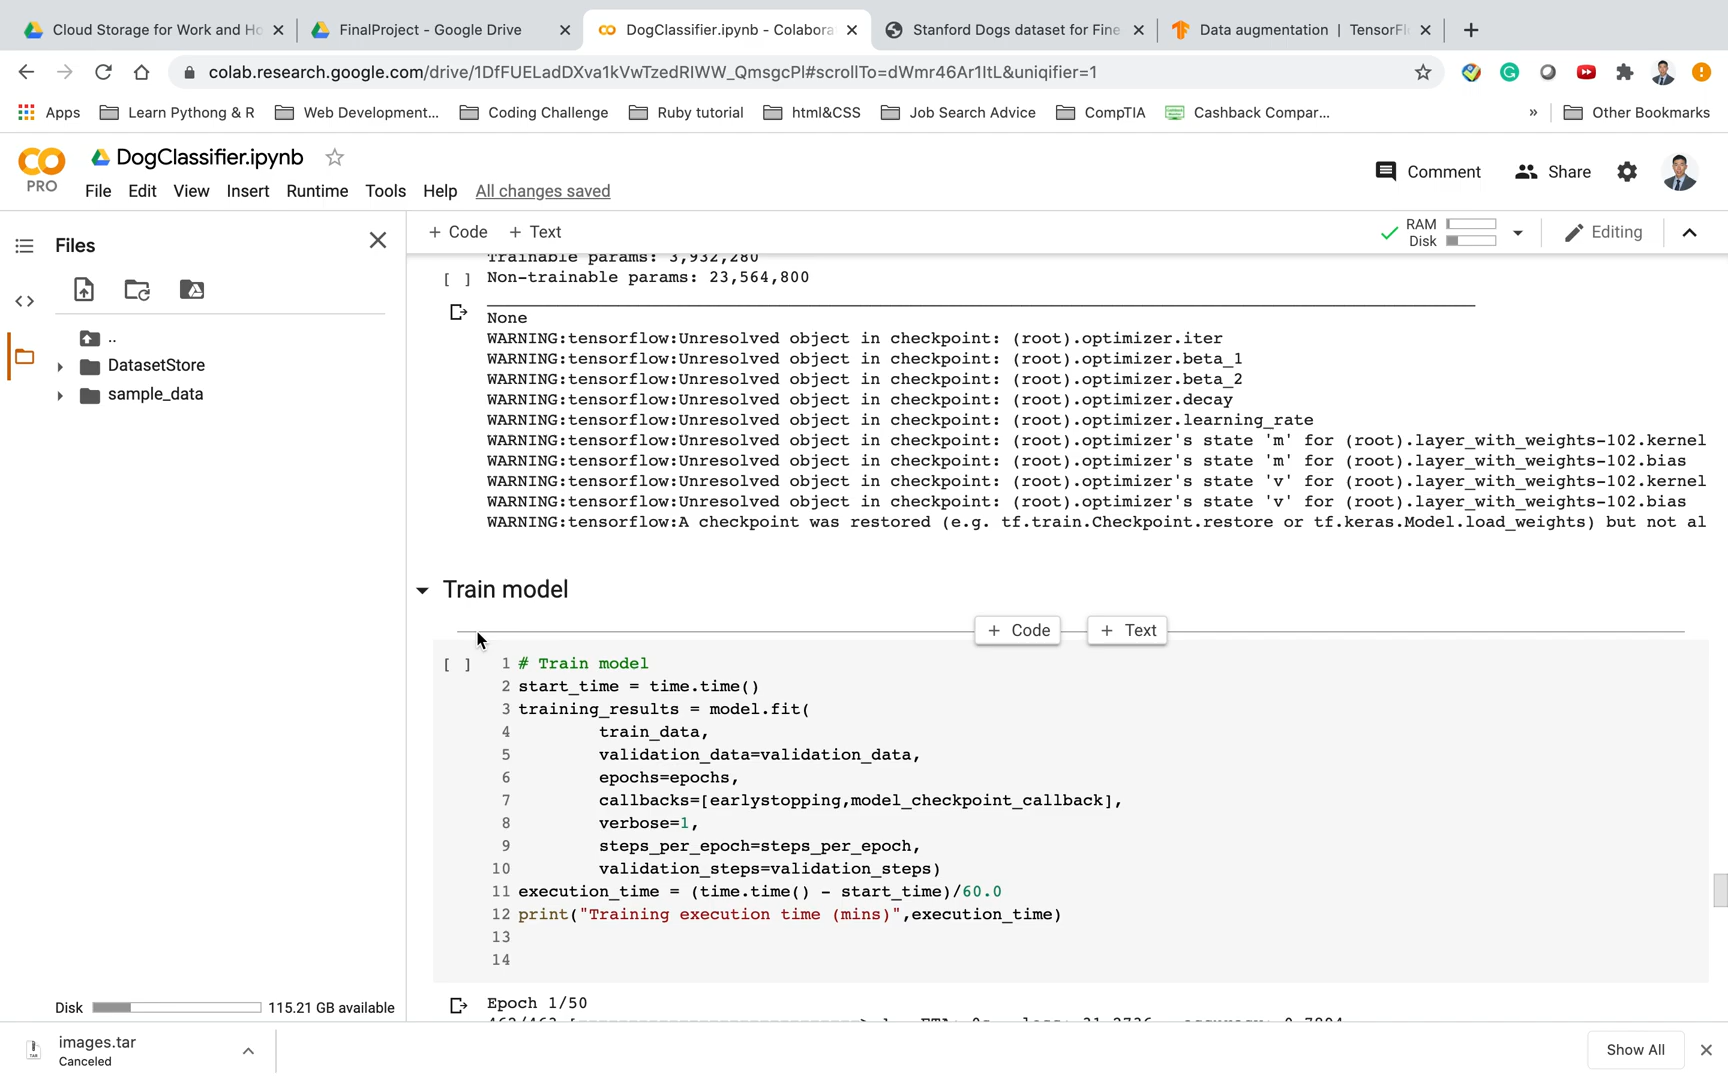 Cloud Storage for Work and Ho
FinalProject - Google Drive
DogClassifier.ipynb - Colabora
Stanford Dogs dataset for Fine
Data augmentation | TensorFl
colab.research.google.com/drive/1DfFUELadDXva1kVwTzedRIWW_QmsgcPl#scrollTo=dWmr46Ar1ItL&uniqifier=1
Apps
Learn Pythong & R
Web Development...
Coding Challenge
Ruby tutorial
html&CSS
Job Search Advice
CompTIA
Cashback Compar...
»
Other Bookmarks
PRO
DogClassifier.ipynb
File Edit View Insert Runtime Tools Help All changes saved
Comment
Share
Files
+ Code + Text
RAM
Disk
Editing
..
DatasetStore
sample_data
Disk 115.21 GB available
Trainable params: 3,932,280
[ ] Non-trainable params: 23,564,800
None
WARNING:tensorflow:Unresolved object in checkpoint: (root).optimizer.iter
WARNING:tensorflow:Unresolved object in checkpoint: (root).optimizer.beta_1
WARNING:tensorflow:Unresolved object in checkpoint: (root).optimizer.beta_2
WARNING:tensorflow:Unresolved object in checkpoint: (root).optimizer.decay
WARNING:tensorflow:Unresolved object in checkpoint: (root).optimizer.learning_rate
WARNING:tensorflow:Unresolved object in checkpoint: (root).optimizer's state 'm' for (root).layer_with_weights-102.kernel
WARNING:tensorflow:Unresolved object in checkpoint: (root).optimizer's state 'm' for (root).layer_with_weights-102.bias
WARNING:tensorflow:Unresolved object in checkpoint: (root).optimizer's state 'v' for (root).layer_with_weights-102.kernel
WARNING:tensorflow:Unresolved object in checkpoint: (root).optimizer's state 'v' for (root).layer_with_weights-102.bias
WARNING:tensorflow:A checkpoint was restored (e.g. tf.train.Checkpoint.restore or tf.keras.Model.load_weights) but not al
Train model
+ Code + Text
[ ] 1 # Train model
2 start_time = time.time()
3 training_results = model.fit(
4 train_data,
5 validation_data=validation_data,
6 epochs=epochs,
7 callbacks=[earlystopping,model_checkpoint_callback],
8 verbose=1,
9 steps_per_epoch=steps_per_epoch,
10 validation_steps=validation_steps)
11 execution_time = (time.time() - start_time)/60.0
12 print("Training execution time (mins)",execution_time)
13
14
Epoch 1/50
images.tar
Canceled
Show All